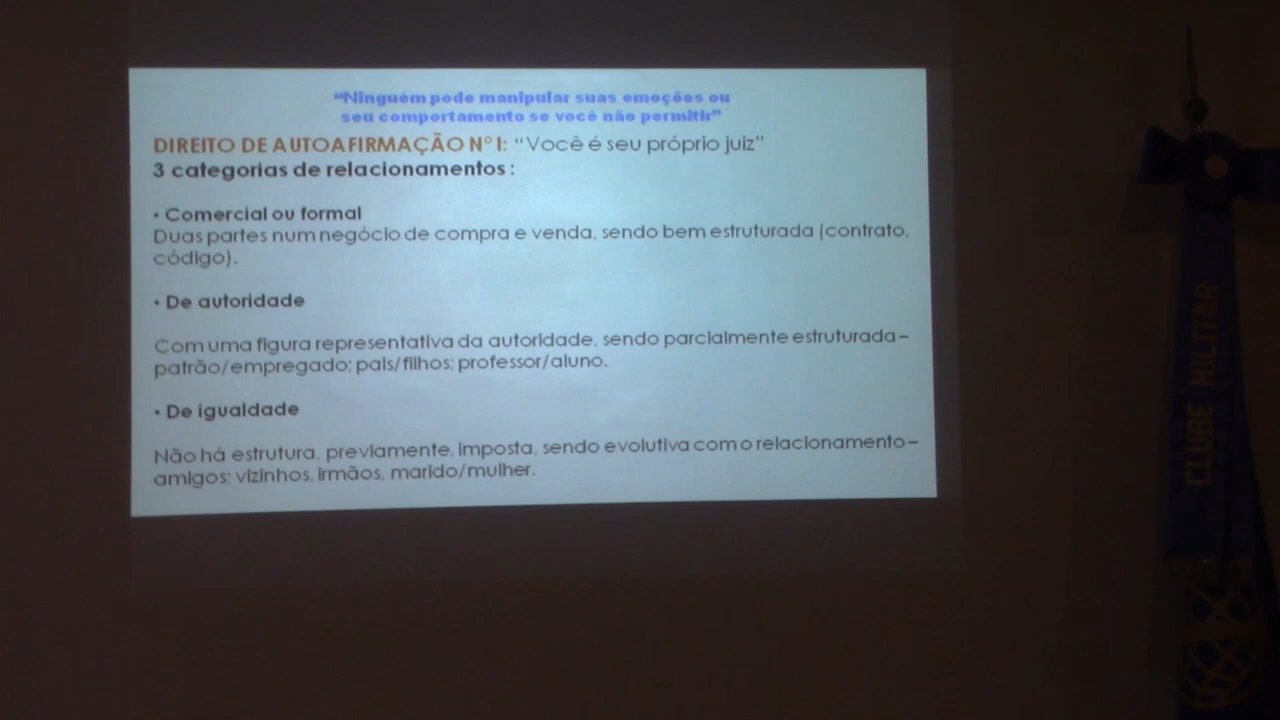 “Ninguém pode manipular suas emoções ou
seu comportamento se você não permitir”
DIREITO DE AUTOAFIRMAÇÃO Nº I: “Você é seu próprio juiz”
3 categorias de relacionamentos:
• Comercial ou formal
Duas partes num negócio de compra e venda, sendo bem estruturada (contrato,
código).
• De autoridade
Com uma figura representativa da autoridade, sendo parcialmente estruturada –
patrão/empregado; pais/filhos; professor/aluno.
• De igualdade
Não há estrutura, previamente, imposta, sendo evolutiva com o relacionamento –
amigos; vizinhos, irmãos, marido/mulher.
CLUBE MILITAR